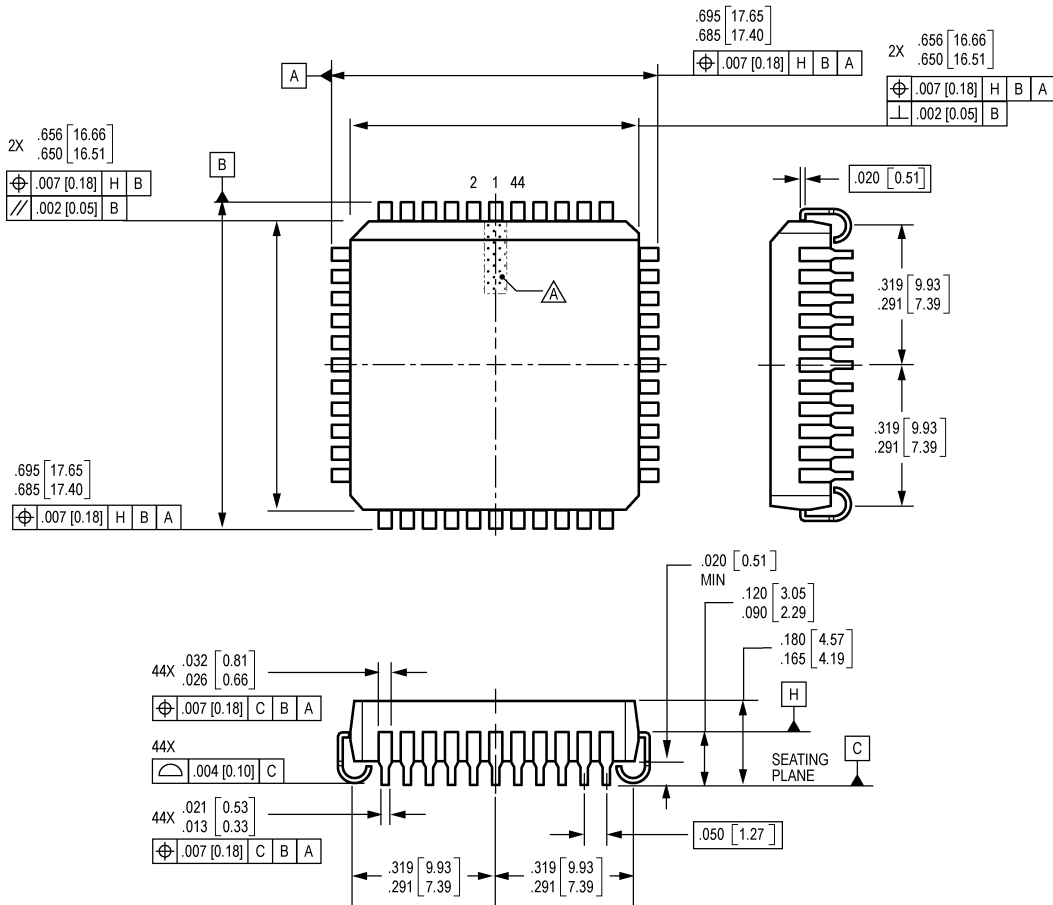 .695 [17.65]
.685 [17.40]
⌖ .007 [0.18] H B A
A
2X .656 [16.66]
.650 [16.51]
⌖ .007 [0.18] H B A
⊥ .002 [0.05] B
2X .656 [16.66]
.650 [16.51]
⌖ .007 [0.18] H B
// .002 [0.05] B
B
2 1 44
.020 [0.51]
A
.319 [9.93]
.291 [7.39]
.319 [9.93]
.291 [7.39]
.695 [17.65]
.685 [17.40]
⌖ .007 [0.18] H B A
.020 [0.51]
MIN
.120 [3.05]
.090 [2.29]
.180 [4.57]
.165 [4.19]
44X .032 [0.81]
.026 [0.66]
⌖ .007 [0.18] C B A
H
44X
⌓ .004 [0.10] C
C
SEATING
PLANE
44X .021 [0.53]
.013 [0.33]
⌖ .007 [0.18] C B A
.050 [1.27]
.319 [9.93]
.291 [7.39]
.319 [9.93]
.291 [7.39]